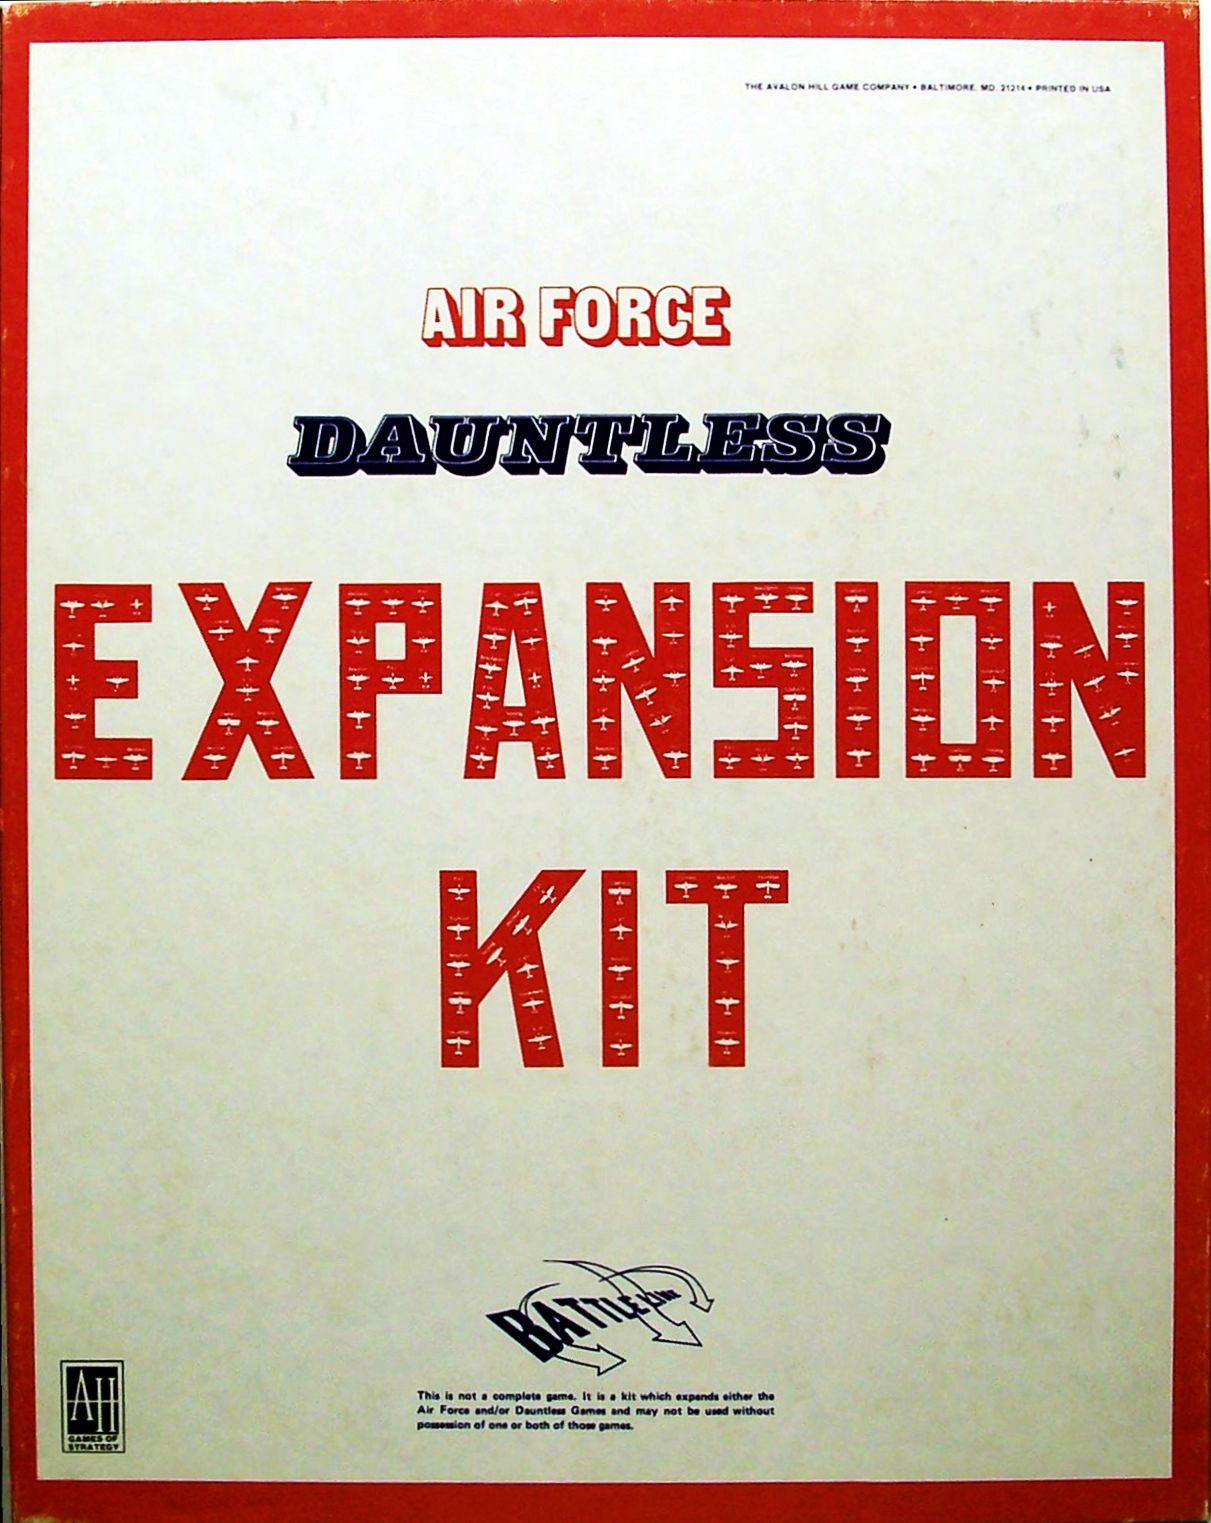 THE AVALON HILL GAME COMPANY • BALTIMORE, MD. 21214 • PRINTED IN USA
AIR FORCE
DAUNTLESS
EXPANSION
KIT
BATTLELINE
This is not a complete game. It is a kit which expands either the
Air Force and/or Dauntless Games and may not be used without
possession of one or both of those games.
AH
GAMES OF
STRATEGY